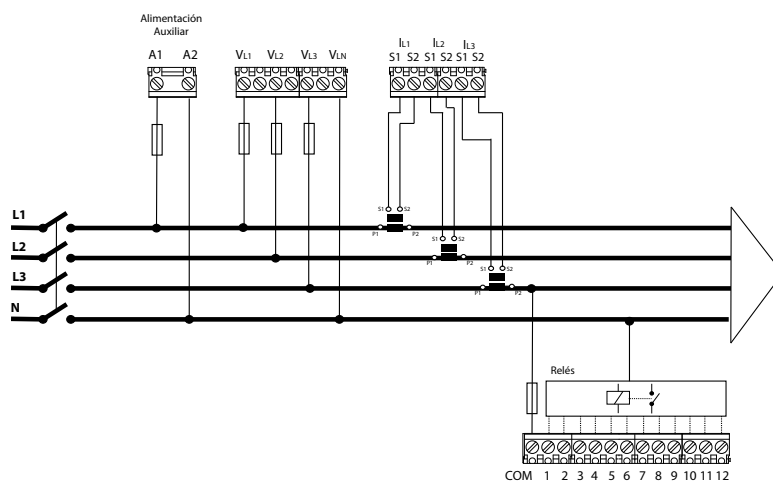 Alimentación
Auxiliar
A1 A2
VL1 VL2 VL3 VLN
IL1 IL2 IL3
S1 S2 S1 S2 S1 S2
L1
S1 S2
P1 P2
L2
S1 S2
P1 P2
L3
S1 S2
P1 P2
N
Relés
COM 1 2 3 4 5 6 7 8 9 10 11 12